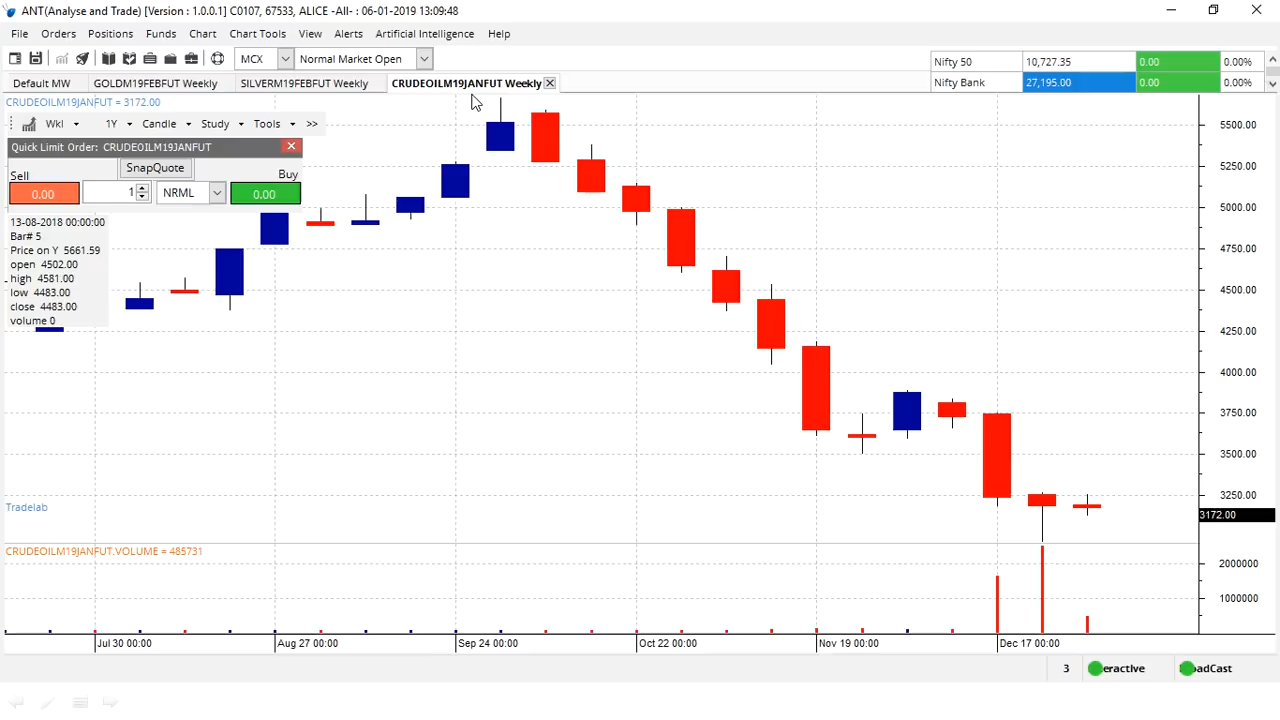 ANT(Analyse and Trade) [Version : 1.0.0.1] C0107, 67533, ALICE -All- : 06-01-2019 13:09:48
File Orders Positions Funds Chart Chart Tools View Alerts Artificial Intelligence Help
MCX Normal Market Open
Nifty 50 10,727.35 0.00 0.00%
Nifty Bank 27,195.00 0.00 0.00%
Default MW GOLDM19FEBFUT Weekly SILVERM19FEBFUT Weekly CRUDEOILM19JANFUT Weekly
CRUDEOILM19JANFUT = 3172.00
Wkl 1Y Candle Study Tools >>
Quick Limit Order: CRUDEOILM19JANFUT
SnapQuote
Sell Buy
0.00 1 NRML 0.00
13-08-2018 00:00:00
Bar# 5
Price on Y 5661.59
open 4502.00
high 4581.00
low 4483.00
close 4483.00
volume 0
5500.00
5250.00
5000.00
4750.00
4500.00
4250.00
4000.00
3750.00
3500.00
3250.00
3172.00
Tradelab
CRUDEOILM19JANFUT.VOLUME = 485731
2000000
1000000
Jul 30 00:00 Aug 27 00:00 Sep 24 00:00 Oct 22 00:00 Nov 19 00:00 Dec 17 00:00
3 eractive adCast